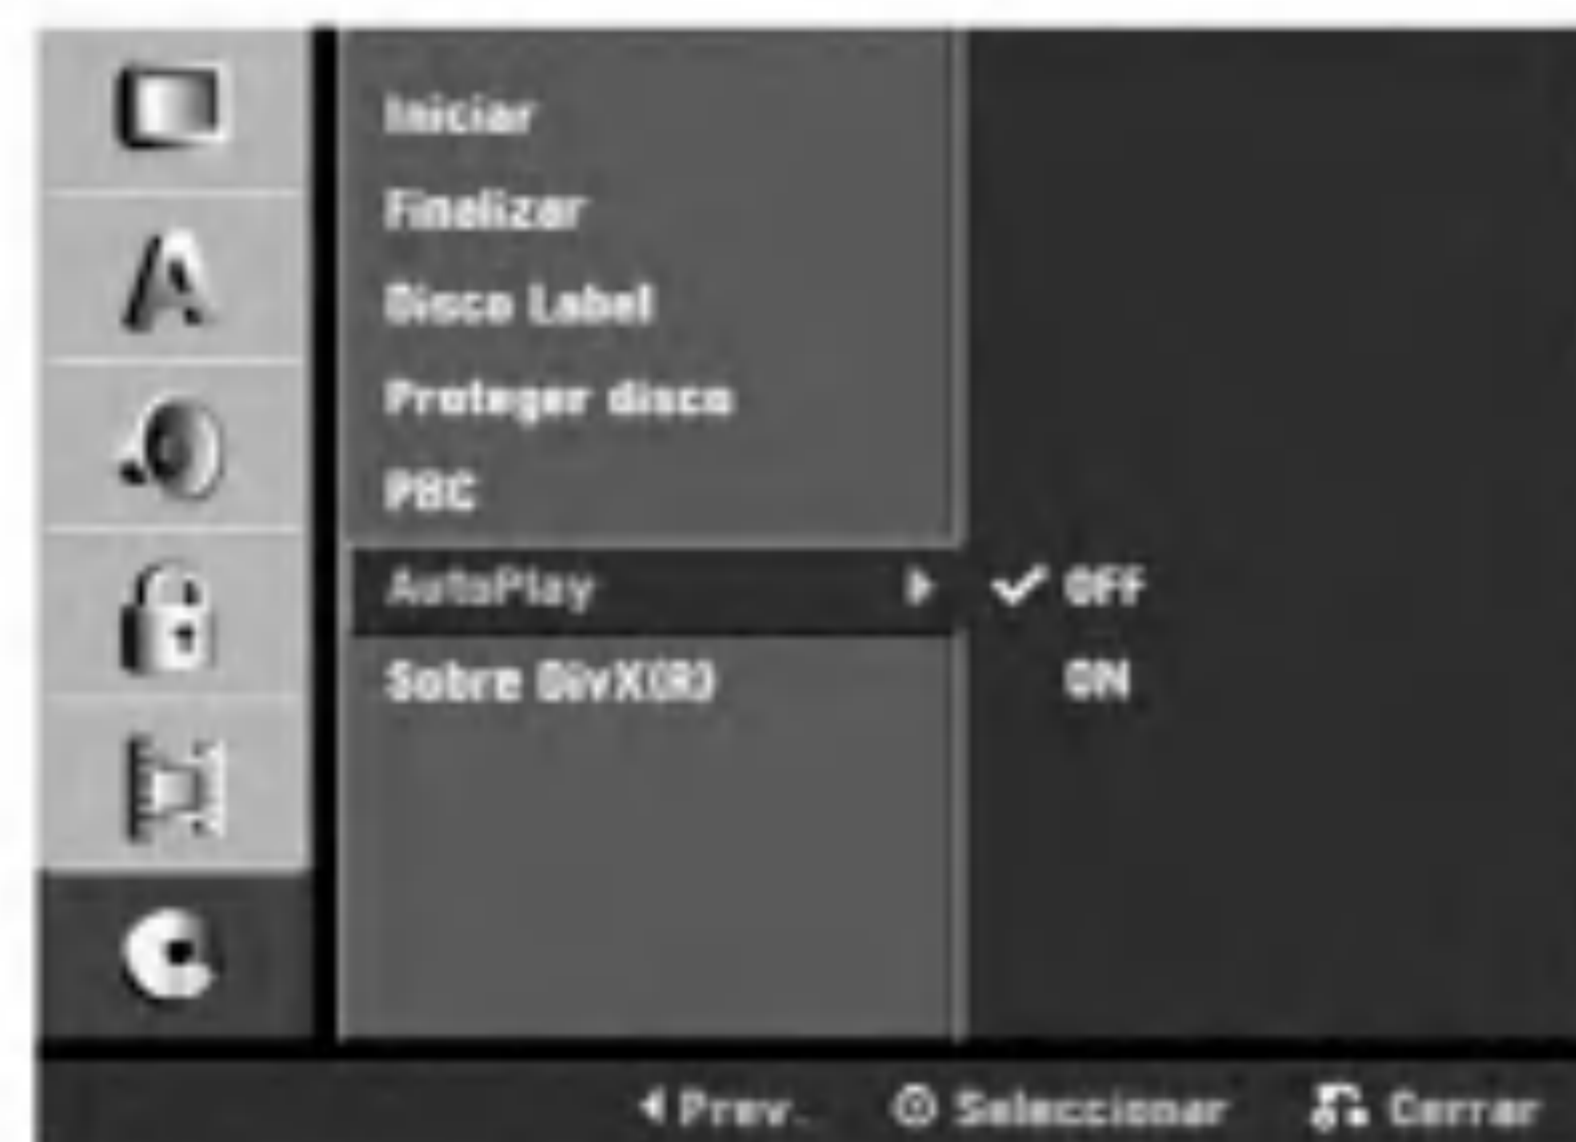 Iniciar
Finalizar
Disco Label
Proteger disco
PBC
AutoPlay
OFF
Sobre DivX(R)
ON
Prev.
Seleccionar
Cerrar